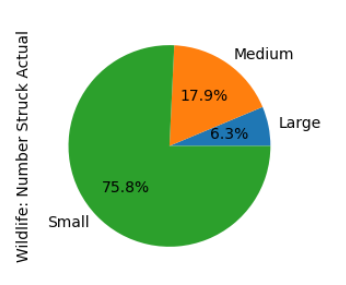 Wildlife: Number Struck Actual
Medium
17.9%
Large
6.3%
75.8%
Small